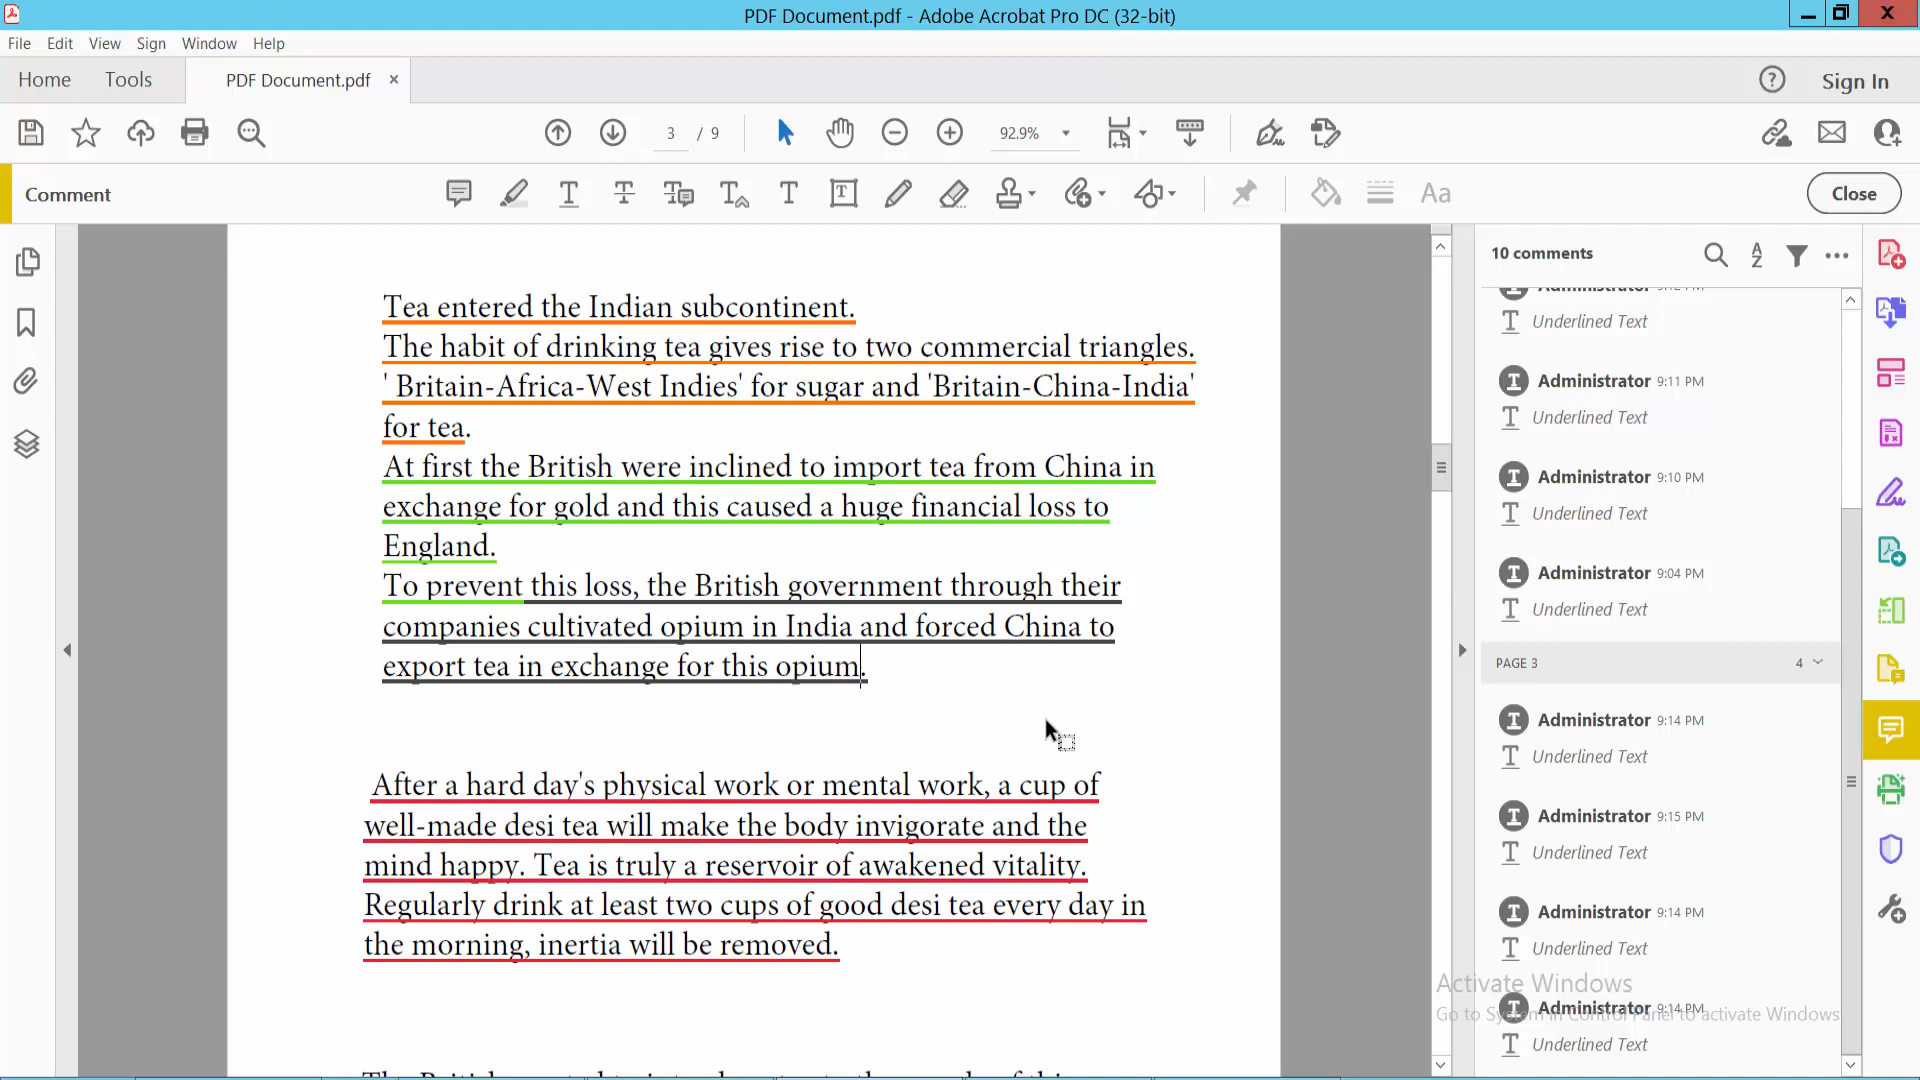 PDF Document.pdf - Adobe Acrobat Pro DC (32-bit)
File Edit View Sign Window Help
Home Tools PDF Document.pdf × Sign In
3 / 9 92.9%
Comment Close
10 comments
Tea entered the Indian subcontinent.
The habit of drinking tea gives rise to two commercial triangles.
' Britain-Africa-West Indies' for sugar and 'Britain-China-India'
for tea.
At first the British were inclined to import tea from China in
exchange for gold and this caused a huge financial loss to
England.
To prevent this loss, the British government through their
companies cultivated opium in India and forced China to
export tea in exchange for this opium.
After a hard day's physical work or mental work, a cup of
well-made desi tea will make the body invigorate and the
mind happy. Tea is truly a reservoir of awakened vitality.
Regularly drink at least two cups of good desi tea every day in
the morning, inertia will be removed.
Underlined Text
Administrator 9:11 PM
Underlined Text
Administrator 9:10 PM
Underlined Text
Administrator 9:04 PM
Underlined Text
PAGE 3 4
Administrator 9:14 PM
Underlined Text
Administrator 9:15 PM
Underlined Text
Administrator 9:14 PM
Underlined Text
Activate Windows
Administrator 9:14 PM
Go to System in Control Panel to activate Windows.
Underlined Text